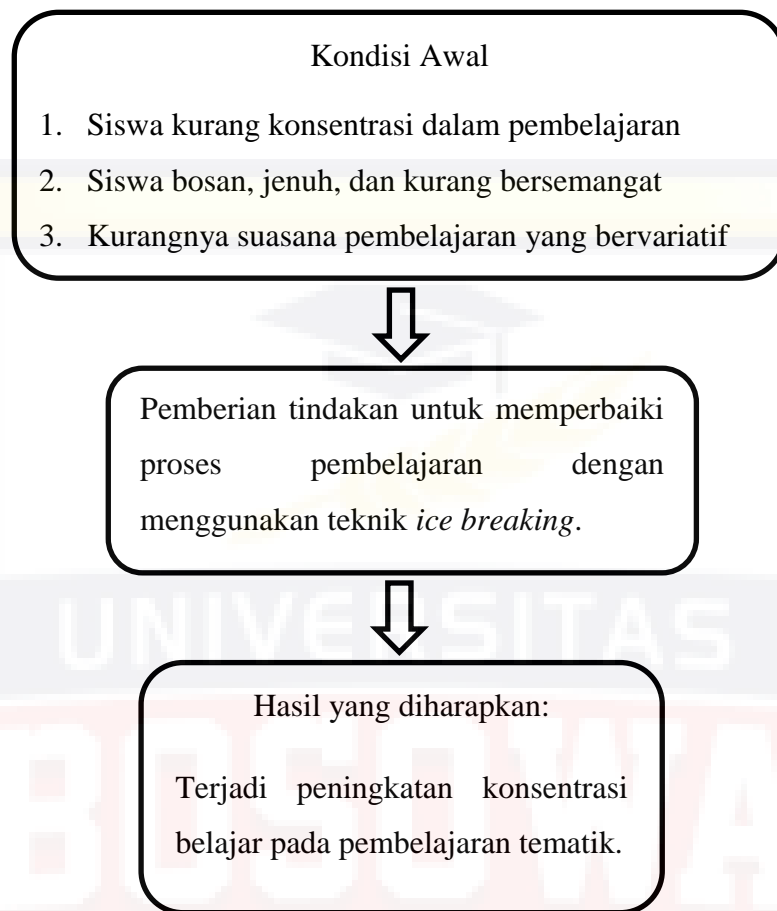 Kondisi Awal
1. Siswa kurang konsentrasi dalam pembelajaran
2. Siswa bosan, jenuh, dan kurang bersemangat
3. Kurangnya suasana pembelajaran yang bervariatif
Pemberian tindakan untuk memperbaiki
proses pembelajaran dengan
menggunakan teknik ice breaking.
UNIVERSITAS
Hasil yang diharapkan:
Terjadi peningkatan konsentrasi
belajar pada pembelajaran tematik.
BOSOWA